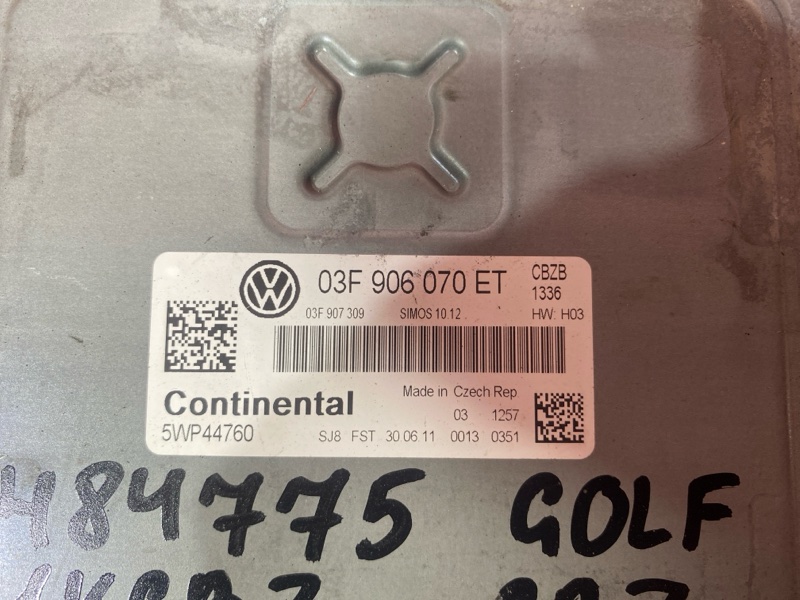 03F 906 070 ET CBZB
1336
03F 907 309 SIMOS 10.12 HW: H03
Continental Made in Czech Rep
03 1257
5WP44760 SJ8 FST 30 06 11 0013 0351
H84775 GOLF